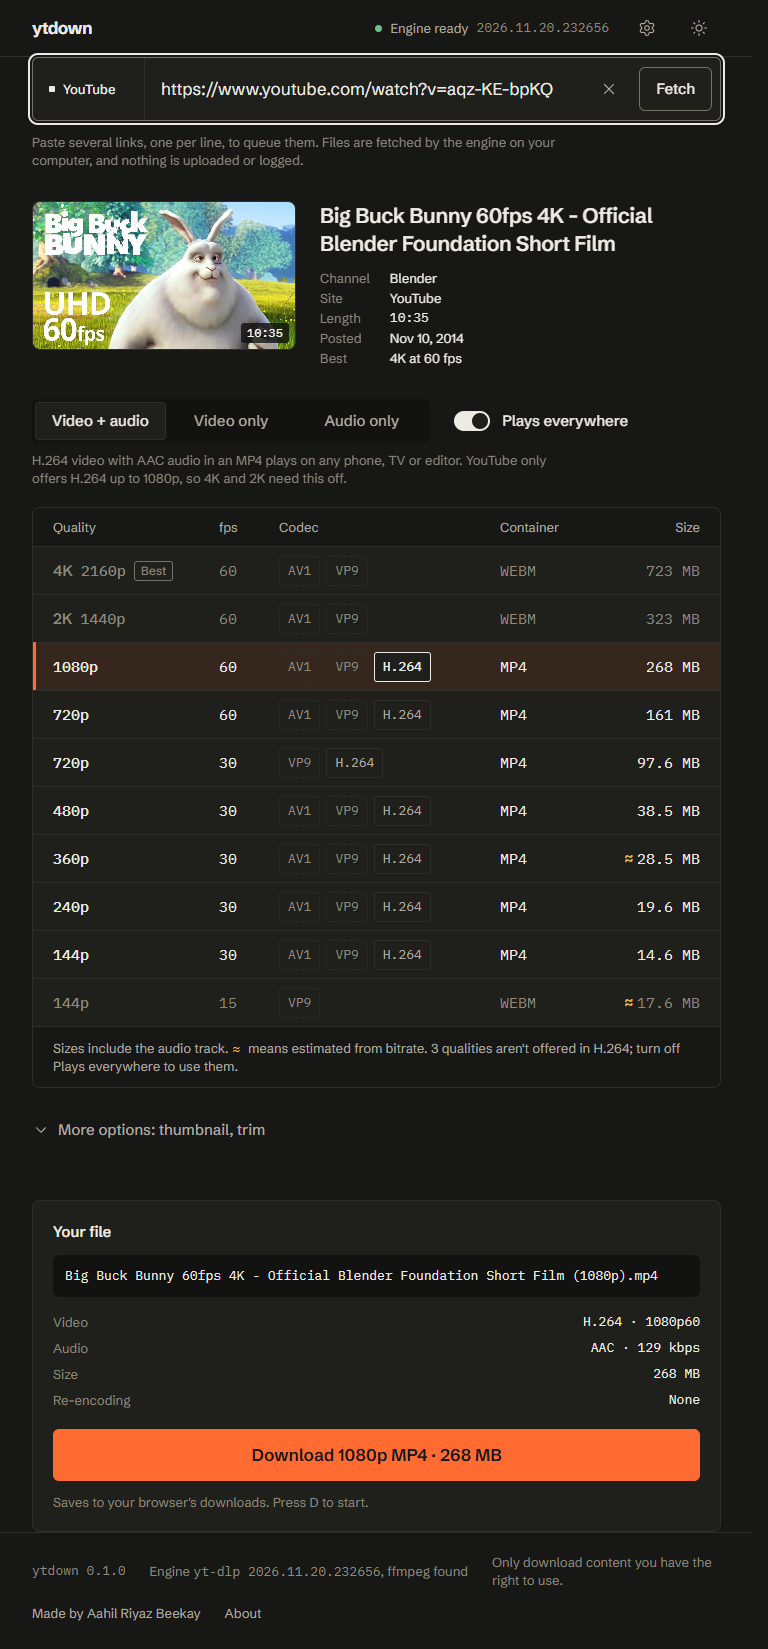 ytdown
Engine ready 2026.11.20.232656
YouTube
https://www.youtube.com/watch?v=aqz-KE-bpKQ
Fetch
Paste several links, one per line, to queue them. Files are fetched by the engine on your
computer, and nothing is uploaded or logged.
Big Buck
BUNNY
UHD
60fps
10:35
Big Buck Bunny 60fps 4K - Official
Blender Foundation Short Film
Channel Blender
Site YouTube
Length 10:35
Posted Nov 10, 2014
Best 4K at 60 fps
Video + audio Video only Audio only Plays everywhere
H.264 video with AAC audio in an MP4 plays on any phone, TV or editor. YouTube only
offers H.264 up to 1080p, so 4K and 2K need this off.
Quality fps Codec Container Size
4K 2160p Best 60 AV1 VP9 WEBM 723 MB
2K 1440p 60 AV1 VP9 WEBM 323 MB
1080p 60 AV1 VP9 H.264 MP4 268 MB
720p 60 AV1 VP9 H.264 MP4 161 MB
720p 30 VP9 H.264 MP4 97.6 MB
480p 30 AV1 VP9 H.264 MP4 38.5 MB
360p 30 AV1 VP9 H.264 MP4 ≈28.5 MB
240p 30 AV1 VP9 H.264 MP4 19.6 MB
144p 30 AV1 VP9 H.264 MP4 14.6 MB
144p 15 VP9 WEBM ≈17.6 MB
Sizes include the audio track. ≈ means estimated from bitrate. 3 qualities aren't offered in H.264; turn off
Plays everywhere to use them.
More options: thumbnail, trim
Your file
Big Buck Bunny 60fps 4K - Official Blender Foundation Short Film (1080p).mp4
Video H.264 · 1080p60
Audio AAC · 129 kbps
Size 268 MB
Re-encoding None
Download 1080p MP4 · 268 MB
Saves to your browser's downloads. Press D to start.
ytdown 0.1.0 Engine yt-dlp 2026.11.20.232656, ffmpeg found
Only download content you have the
right to use.
Made by Aahil Riyaz Beekay About